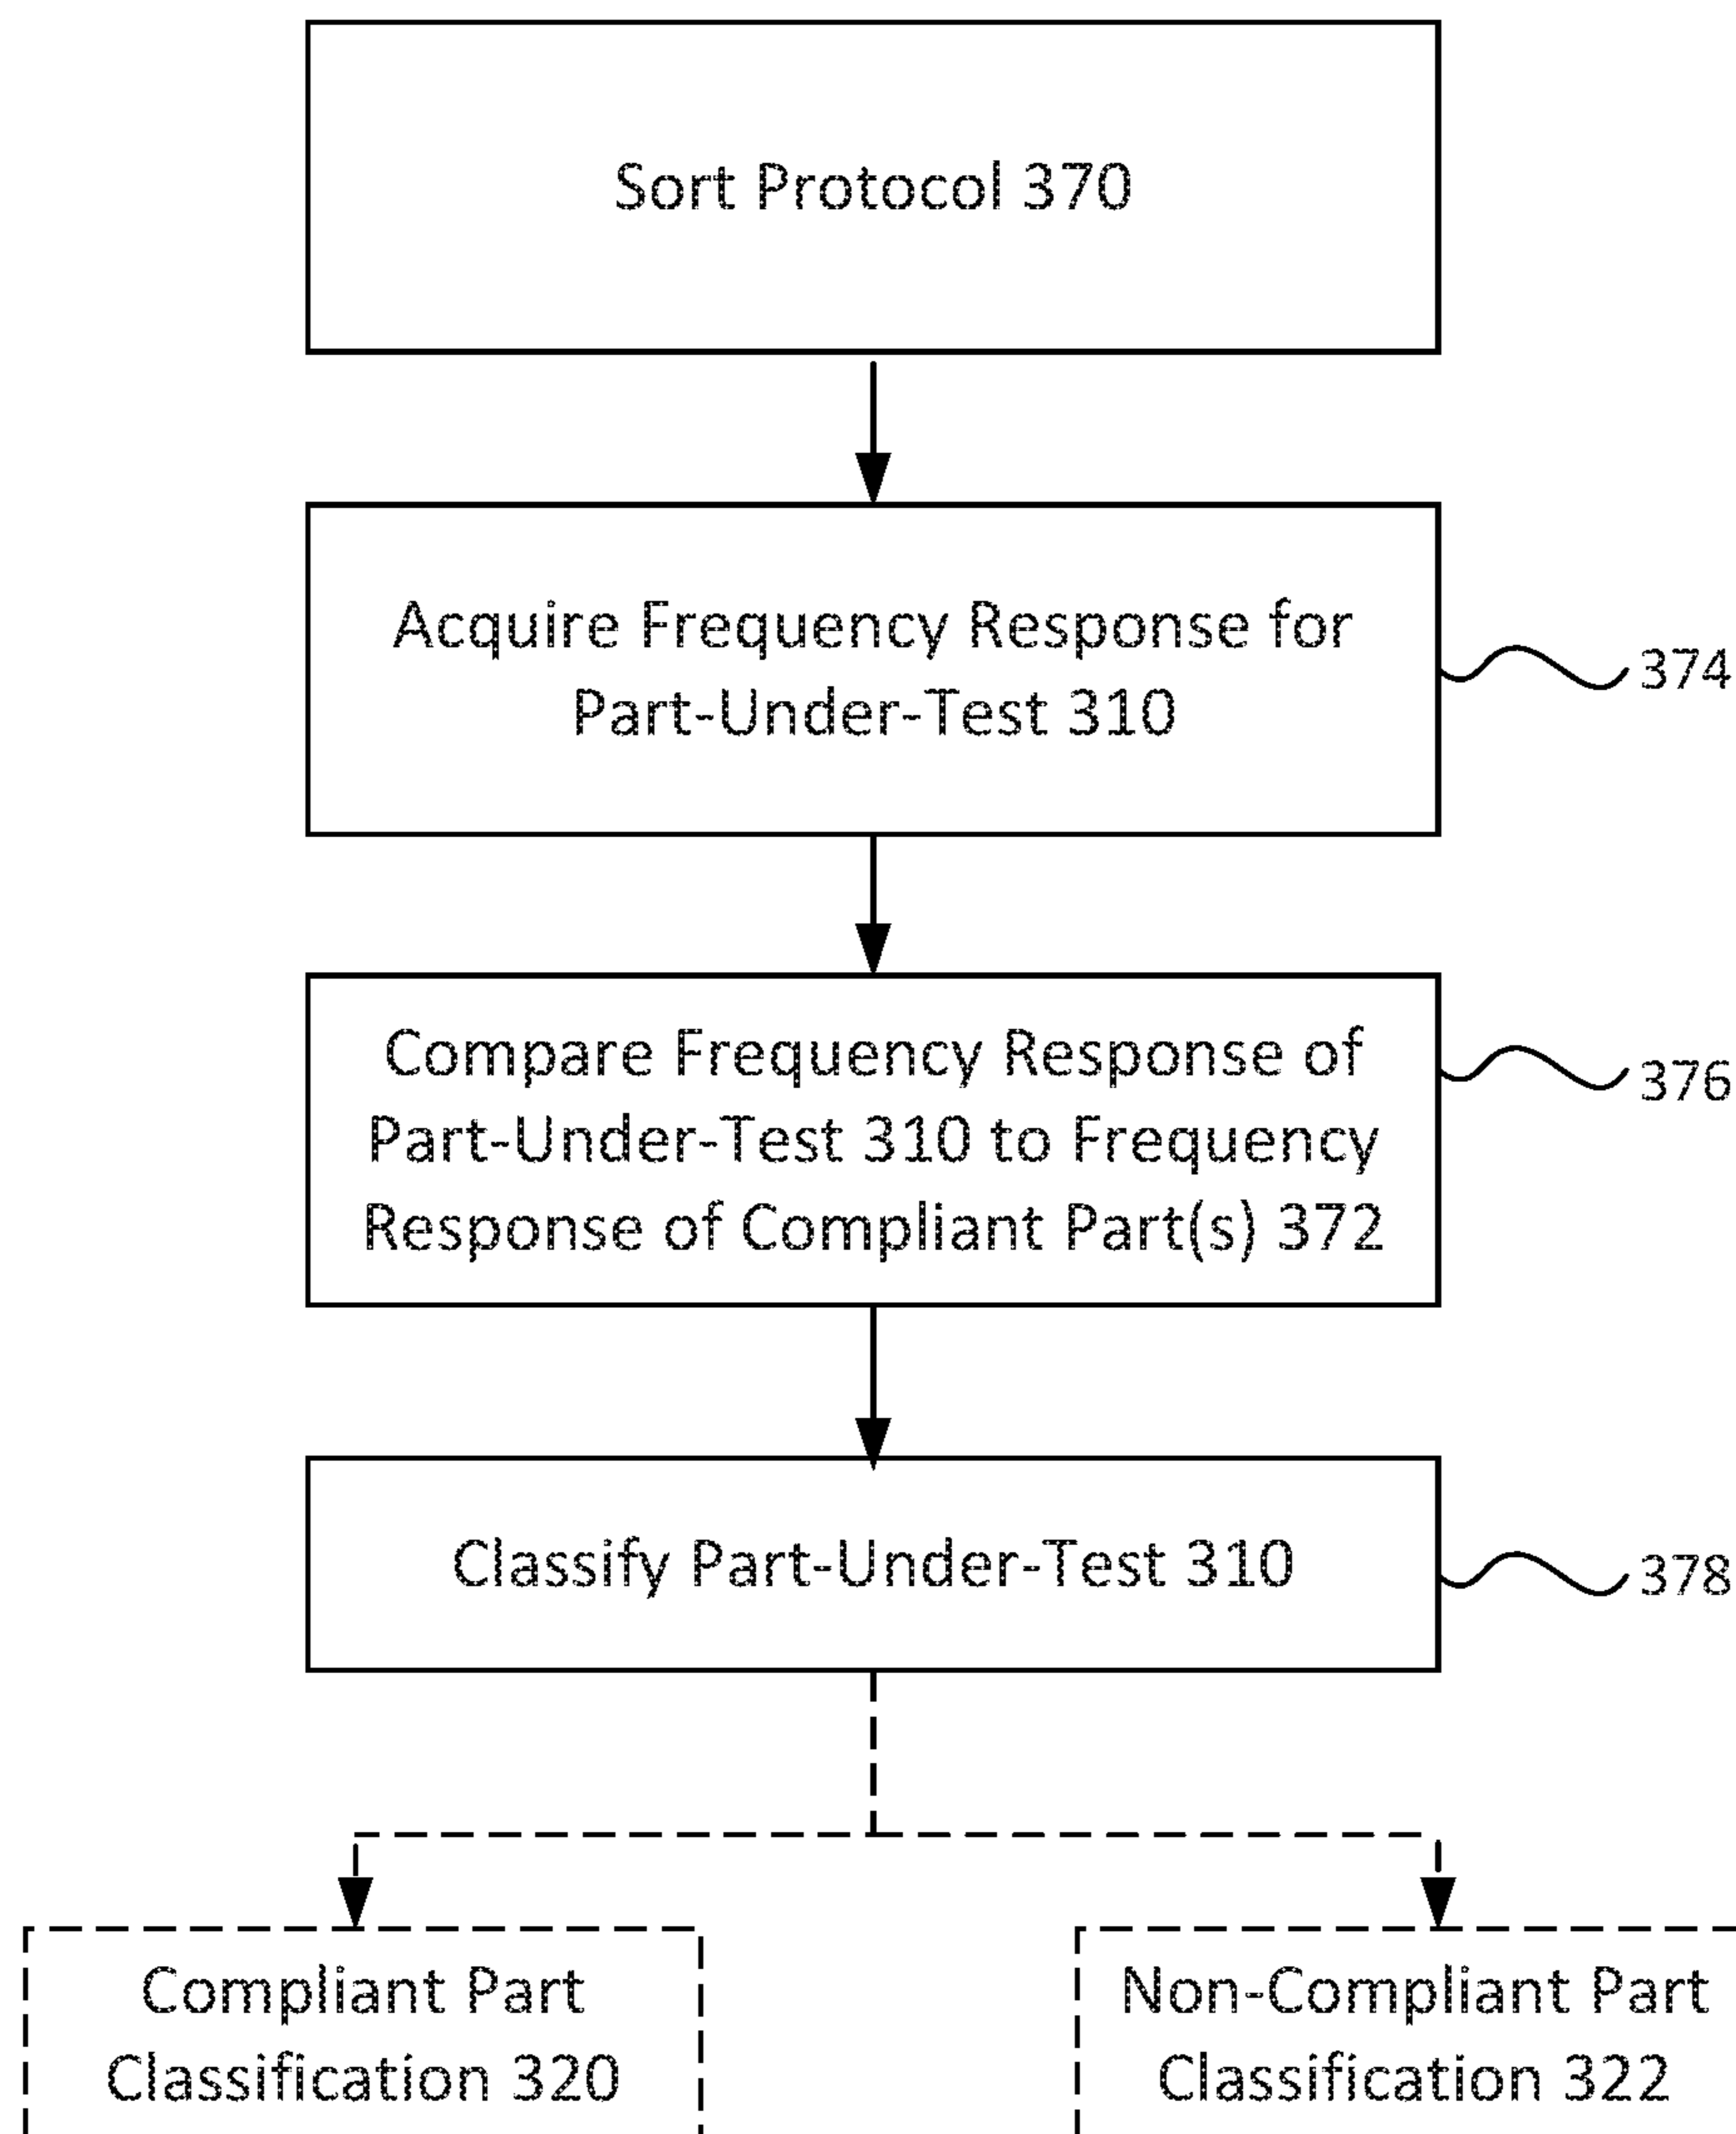 Sort Protocol 370
Acquire Frequency Response for
Part-Under-Test 310
374
Compare Frequency Response of
Part-Under-Test 310 to Frequency
Response of Compliant Part(s) 372
376
Classify Part-Under-Test 310
378
Compliant Part
Classification 320
Non-Compliant Part
Classification 322